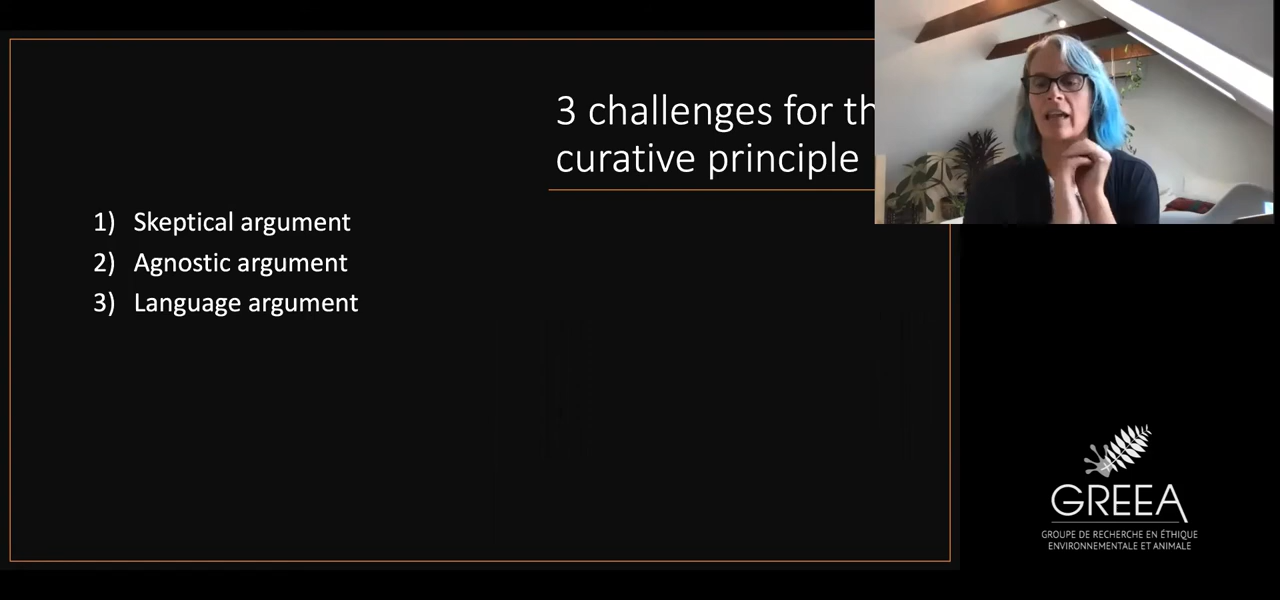 3 challenges for th
curative principle
1) Skeptical argument
2) Agnostic argument
3) Language argument
GREEA
GROUPE DE RECHERCHE EN ÉTHIQUE
ENVIRONNEMENTALE ET ANIMALE